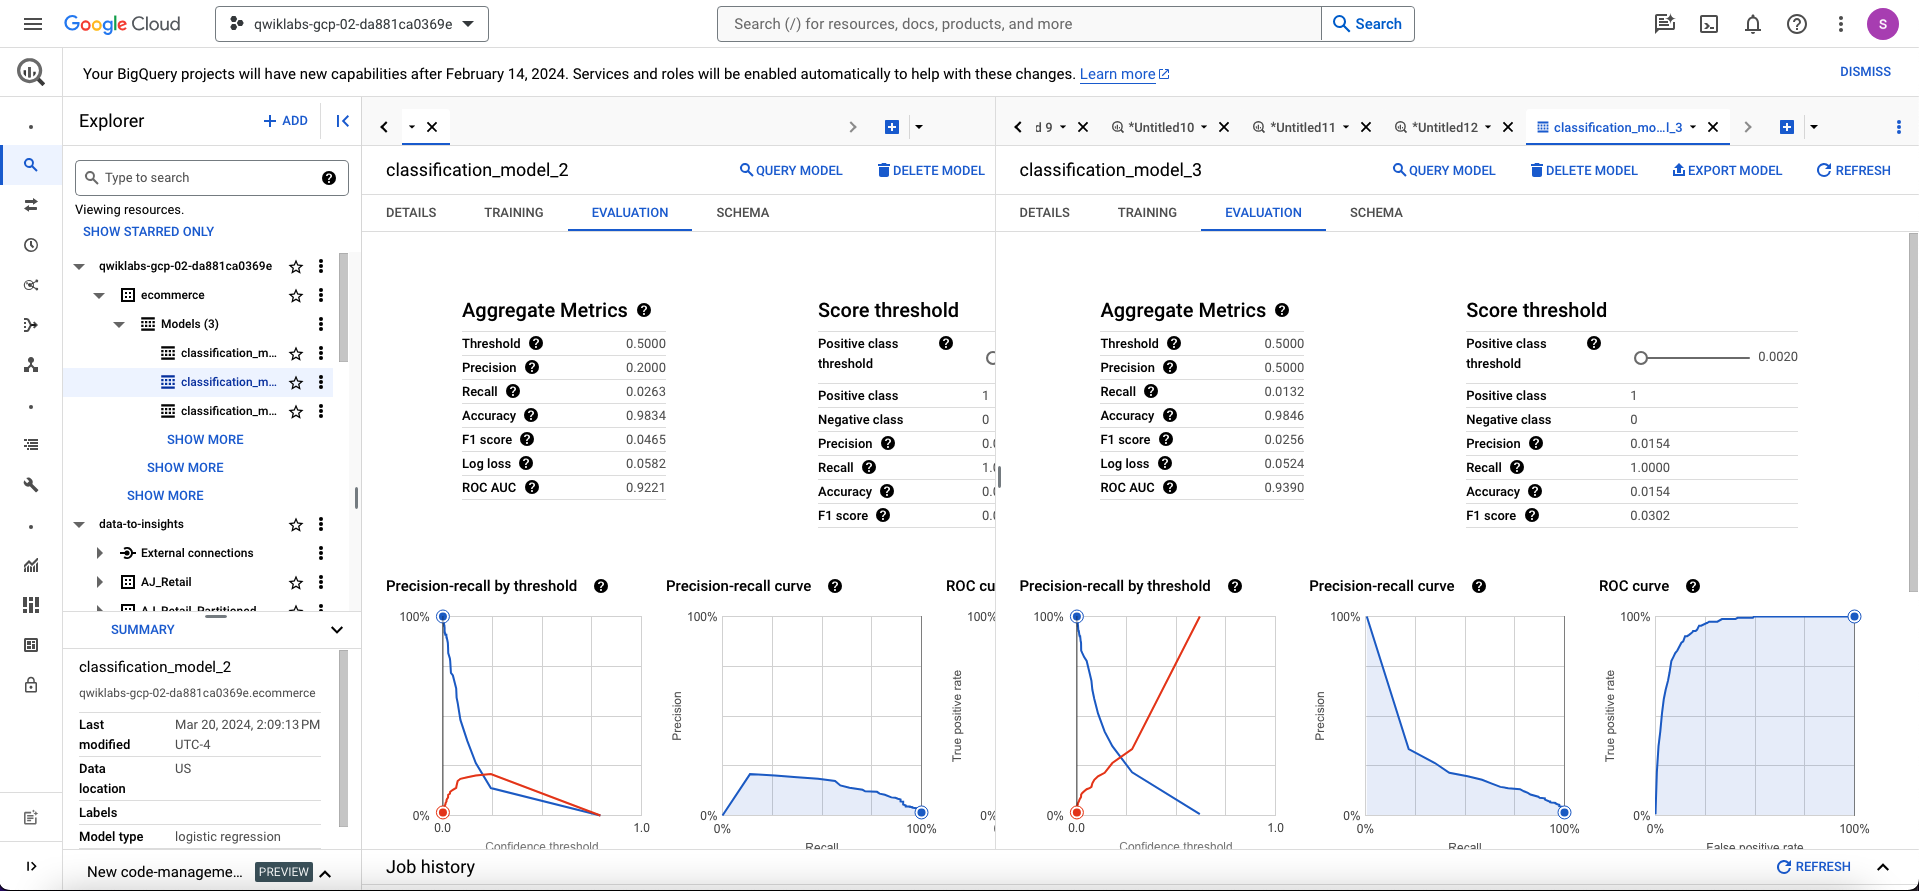 Google Cloud
qwiklabs-gcp-02-da881ca0369e
Search (/) for resources, docs, products, and more
Search
S
Your BigQuery projects will have new capabilities after February 14, 2024. Services and roles will be enabled automatically to help with these changes. Learn more
DISMISS
Explorer
+ ADD
Type to search
Viewing resources.
SHOW STARRED ONLY
qwiklabs-gcp-02-da881ca0369e
ecommerce
Models (3)
classification_m...
classification_m...
classification_m...
SHOW MORE
SHOW MORE
SHOW MORE
data-to-insights
External connections
AJ_Retail
AJ_Retail_Partitioned
SUMMARY
classification_model_2
qwiklabs-gcp-02-da881ca0369e.ecommerce
Last modified
Mar 20, 2024, 2:09:13 PM UTC-4
Data location
US
Labels
Model type
logistic regression
New code-manageme...
PREVIEW
classification_model_2
QUERY MODEL
DELETE MODEL
DETAILS
TRAINING
EVALUATION
SCHEMA
Aggregate Metrics
Threshold 0.5000
Precision 0.2000
Recall 0.0263
Accuracy 0.9834
F1 score 0.0465
Log loss 0.0582
ROC AUC 0.9221
Score threshold
Positive class threshold
Positive class 1
Negative class 0
Precision 0.0
Recall 1.0
Accuracy 0.0
F1 score 0.0
Precision-recall by threshold
100%
0%
0.0
1.0
Confidence threshold
Precision-recall curve
100%
Precision
0%
0%
100%
Recall
ROC cu
100%
True positive rate
0%
0%
d 9
*Untitled10
*Untitled11
*Untitled12
classification_mo...l_3
classification_model_3
QUERY MODEL
DELETE MODEL
EXPORT MODEL
REFRESH
DETAILS
TRAINING
EVALUATION
SCHEMA
Aggregate Metrics
Threshold 0.5000
Precision 0.5000
Recall 0.0132
Accuracy 0.9846
F1 score 0.0256
Log loss 0.0524
ROC AUC 0.9390
Score threshold
Positive class threshold
0.0020
Positive class 1
Negative class 0
Precision 0.0154
Recall 1.0000
Accuracy 0.0154
F1 score 0.0302
Precision-recall by threshold
100%
0%
0.0
1.0
Confidence threshold
Precision-recall curve
100%
Precision
0%
0%
100%
Recall
ROC curve
100%
True positive rate
0%
0%
100%
False positive rate
Job history
REFRESH